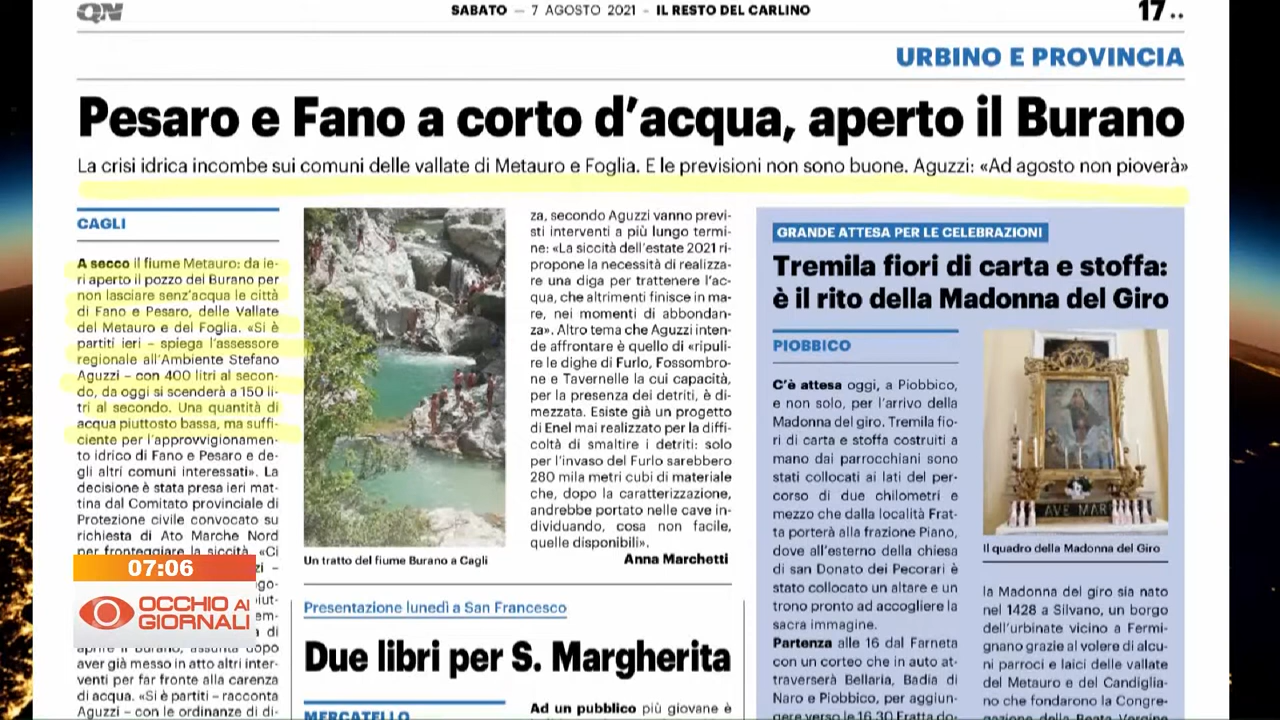 QN
SABATO — 7 AGOSTO 2021 – IL RESTO DEL CARLINO
17 ..
URBINO E PROVINCIA
Pesaro e Fano a corto d'acqua, aperto il Burano
La crisi idrica incombe sui comuni delle vallate di Metauro e Foglia. E le previsioni non sono buone. Aguzzi: «Ad agosto non pioverà»
CAGLI
A secco il fiume Metauro: da ie-
ri aperto il pozzo del Burano per
non lasciare senz'acqua le città
di Fano e Pesaro, delle Vallate
del Metauro e del Foglia. «Si è
partiti ieri – spiega l'assessore
regionale all'Ambiente Stefano
Aguzzi – con 400 litri al secon-
do, da oggi si scenderà a 150 li-
tri al secondo. Una quantità di
acqua piuttosto bassa, ma suffi-
ciente per l'approvvigionamen-
to idrico di Fano e Pesaro e de-
gli altri comuni interessati». La
decisione è stata presa ieri mat-
tina dal Comitato provinciale di
Protezione civile convocato su
richiesta di Ato Marche Nord
per fronteggiare la siccità. «Ci
07:06
OCCHIO AI
GIORNALI
aprire il Burano, assunta dopo
aver già messo in atto altri inter-
venti per far fronte alla carenza
di acqua. «Si è partiti – racconta
Aguzzi – con le ordinanze di di-
Un tratto del fiume Burano a Cagli
za, secondo Aguzzi vanno previ-
sti interventi a più lungo termi-
ne: «La siccità dell'estate 2021 ri-
propone la necessità di realizza-
re una diga per trattenere l'ac-
qua, che altrimenti finisce in ma-
re, nei momenti di abbondan-
za». Altro tema che Aguzzi inten-
de affrontare è quello di «ripuli-
re le dighe di Furlo, Fossombro-
ne e Tavernelle la cui capacità,
per la presenza dei detriti, è di-
mezzata. Esiste già un progetto
di Enel mai realizzato per la diffi-
coltà di smaltire i detriti: solo
per l'invaso del Furlo sarebbero
280 mila metri cubi di materiale
che, dopo la caratterizzazione,
andrebbe portato nelle cave in-
dividuando, cosa non facile,
quelle disponibili».
Anna Marchetti
Presentazione lunedì a San Francesco
Due libri per S. Margherita
MERCATELLO
Ad un pubblico più giovane è
GRANDE ATTESA PER LE CELEBRAZIONI
Tremila fiori di carta e stoffa:
è il rito della Madonna del Giro
PIOBBICO
C'è attesa oggi, a Piobbico,
e non solo, per l'arrivo della
Madonna del giro. Tremila fio-
ri di carta e stoffa costruiti a
mano dai parrocchiani sono
stati collocati ai lati del per-
corso di due chilometri e
mezzo che dalla località Frat-
ta porterà alla frazione Piano,
dove all'esterno della chiesa
di san Donato dei Pecorari è
stato collocato un altare e un
trono pronto ad accogliere la
sacra immagine.
Partenza alle 16 dal Farneta
con un corteo che in auto at-
traverserà Bellaria, Badia di
Naro e Piobbico, per aggiun-
gere verso le 16.30 Fratta do-
AVE MAR
Il quadro della Madonna del Giro
la Madonna del giro sia nato
nel 1428 a Silvano, un borgo
dell'urbinate vicino a Fermi-
gnano grazie al volere di alcu-
ni parroci e laici delle vallate
del Metauro e del Candiglia-
no che fondarono la Congre-
gazione della Beata Vergine